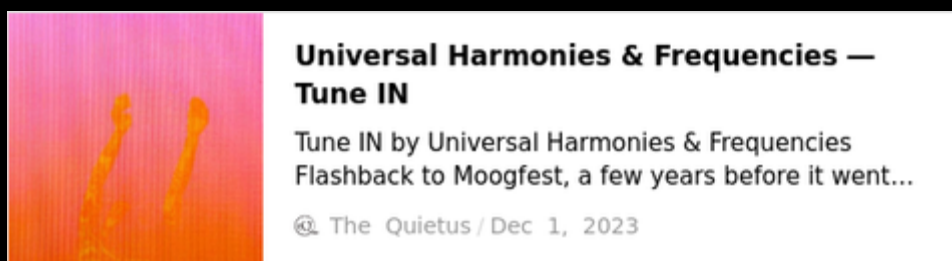 Universal Harmonies & Frequencies —
Tune IN
Tune IN by Universal Harmonies & Frequencies
Flashback to Moogfest, a few years before it went...
The Quietus / Dec 1, 2023